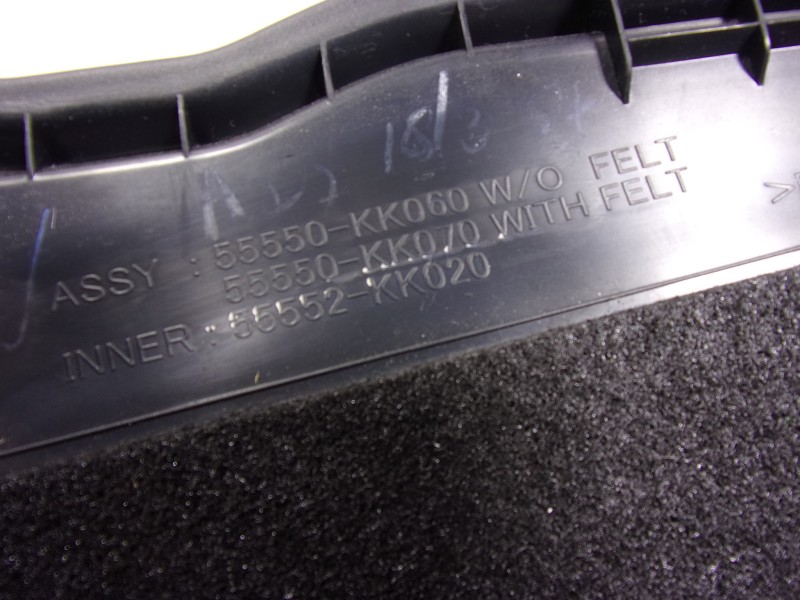 ASSY : 55550-KK060 W/O FELT
55550-KK070 WITH FELT
INNER : 55552-KK020